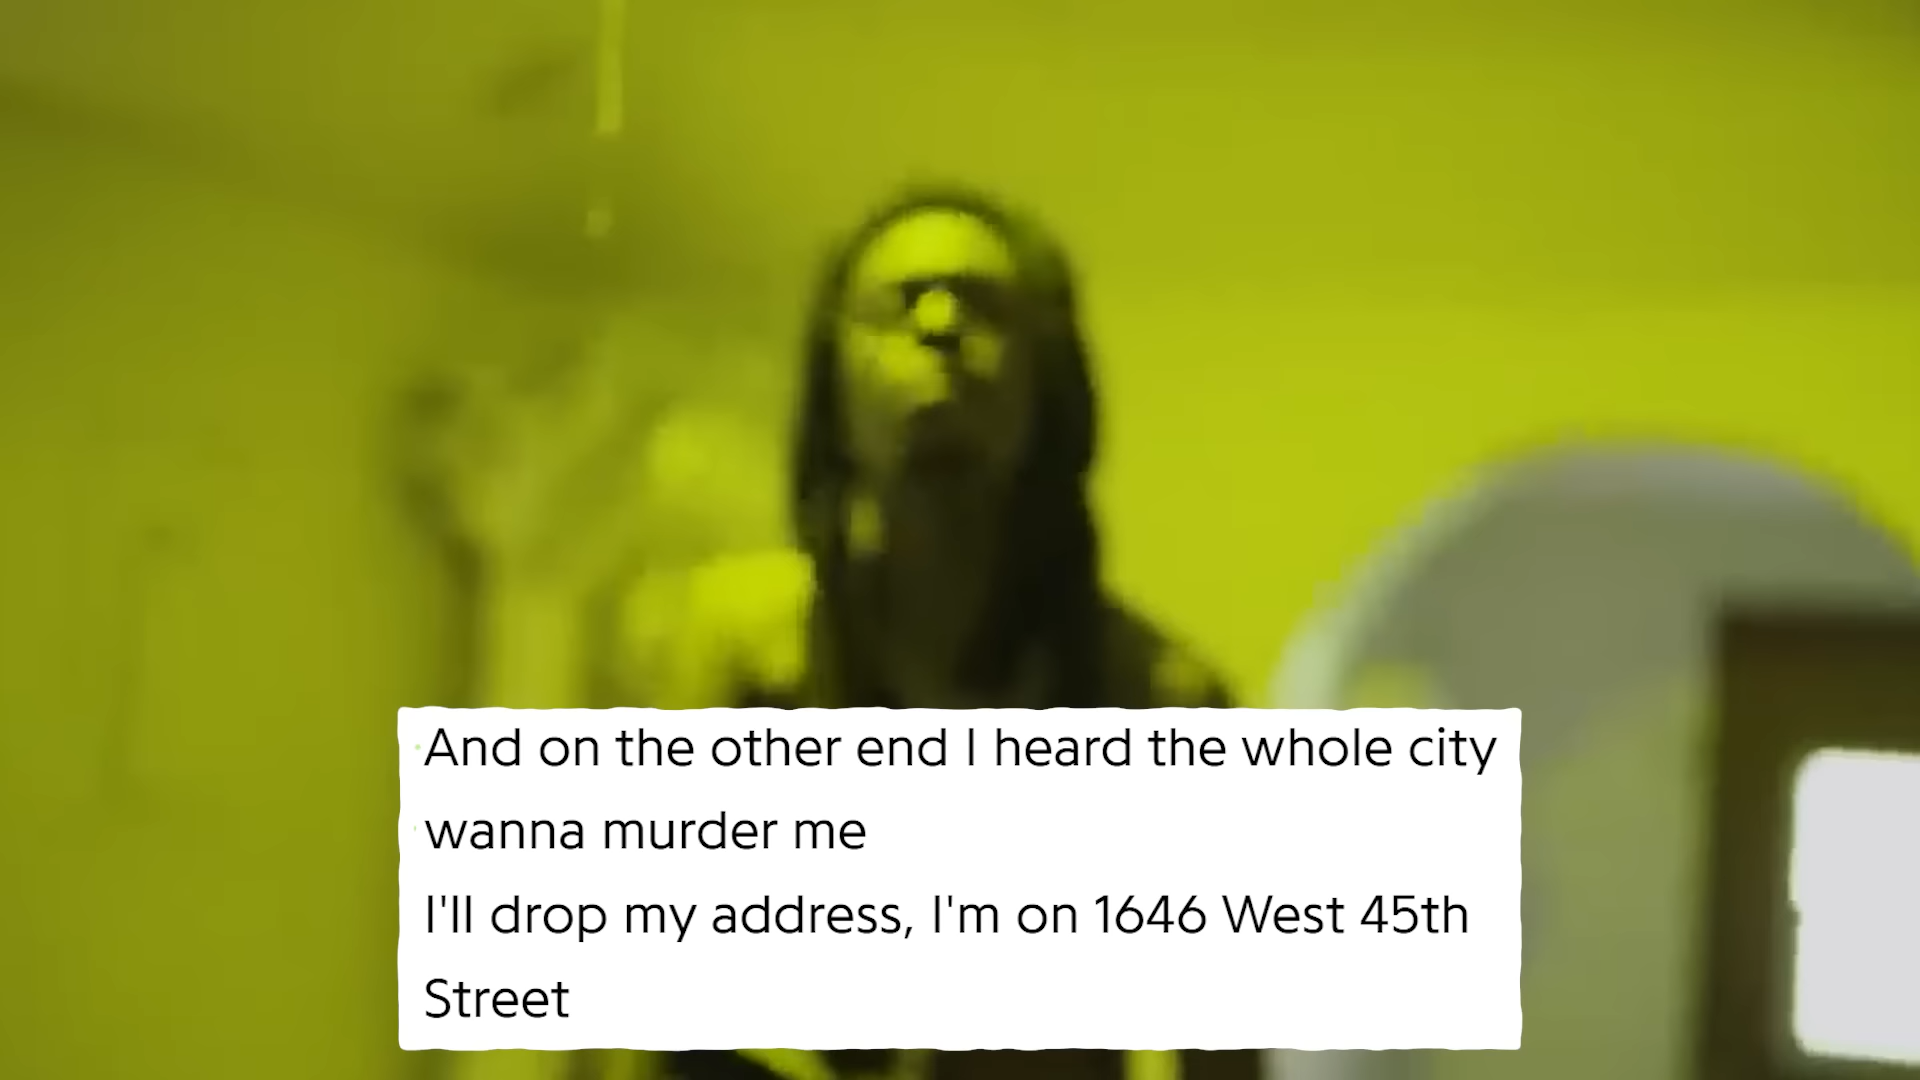 And on the other end I heard the whole city
wanna murder me
I'll drop my address, I'm on 1646 West 45th
Street